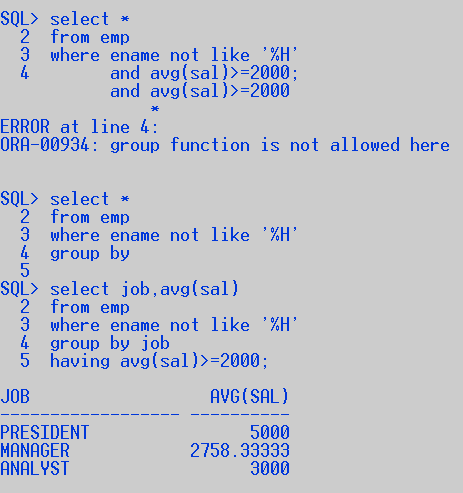 SQL> select *
  2  from emp
  3  where ename not like '%H'
  4        and avg(sal)>=2000;
           and avg(sal)>=2000
               *
ERROR at line 4:
ORA-00934: group function is not allowed here
SQL> select *
  2  from emp
  3  where ename not like '%H'
  4  group by
  5
SQL> select job,avg(sal)
  2  from emp
  3  where ename not like '%H'
  4  group by job
  5  having avg(sal)>=2000;
JOB                  AVG(SAL)
------------------ ----------
PRESIDENT                5000
MANAGER            2758.33333
ANALYST                  3000